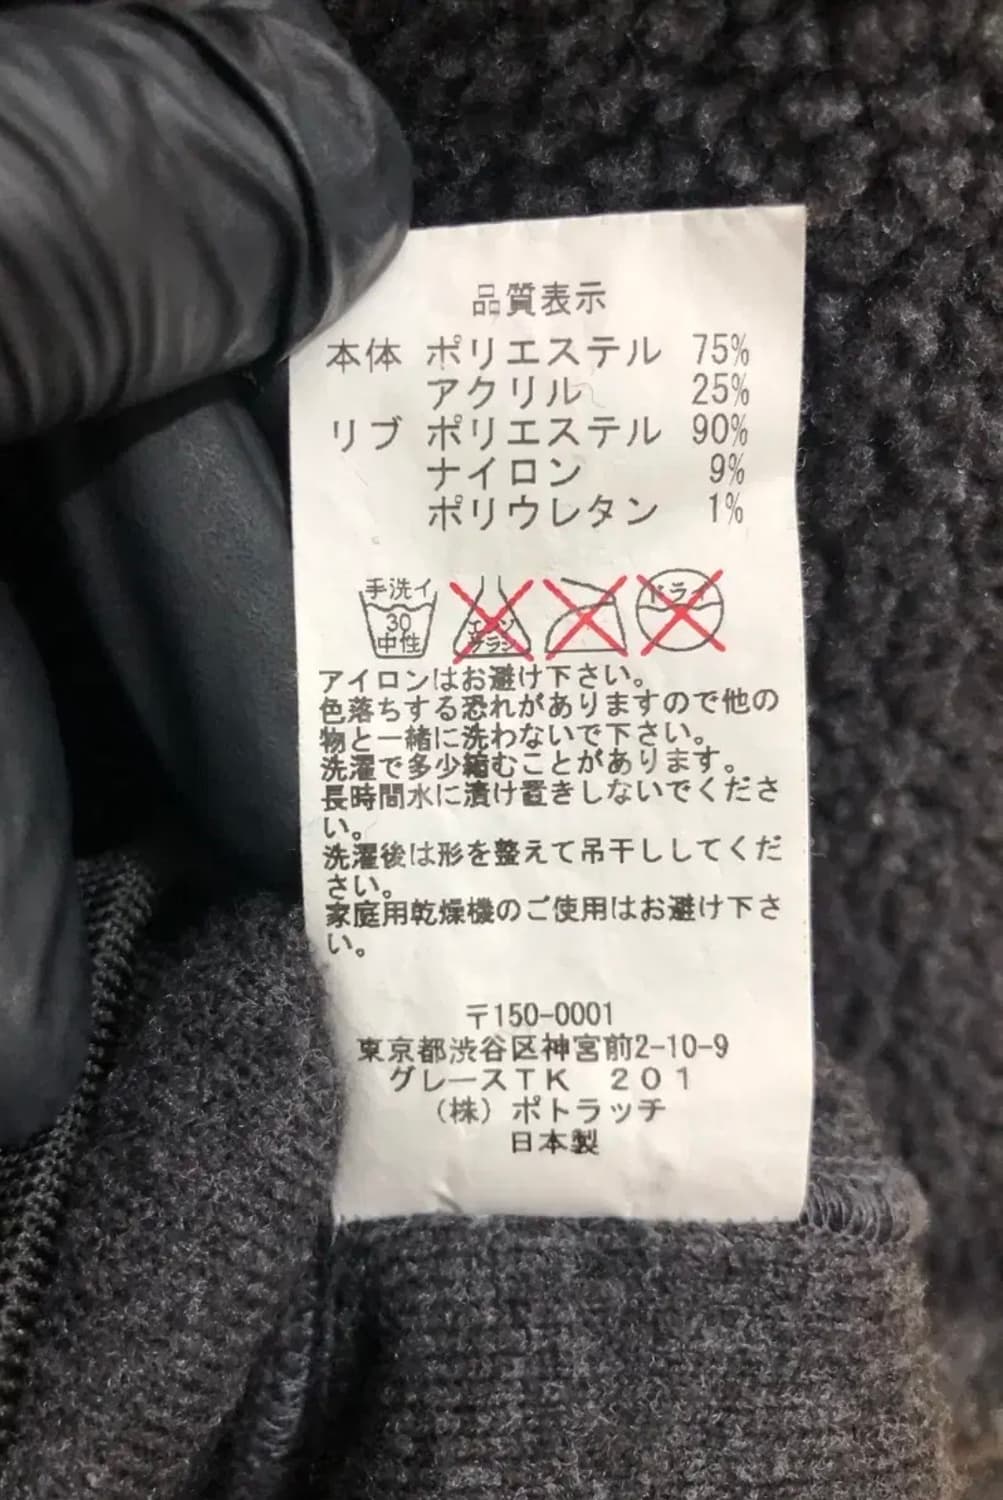 品質表示
本体 ポリエステル 75%
アクリル 25%
リブ ポリエステル 90%
ナイロン 9%
ポリウレタン 1%
手洗イ
30
中性
エンソ
サラシ
ドライ
アイロンはお避け下さい。
色落ちする恐れがありますので他の
物と一緒に洗わないで下さい。
洗濯で多少縮むことがあります。
長時間水に漬け置きしないでくださ
い。
洗濯後は形を整えて吊干ししてくだ
さい。
家庭用乾燥機のご使用はお避け下さ
い。
〒150-0001
東京都渋谷区神宮前2-10-9
グレースTK 201
(株)ポトラッチ
日本製